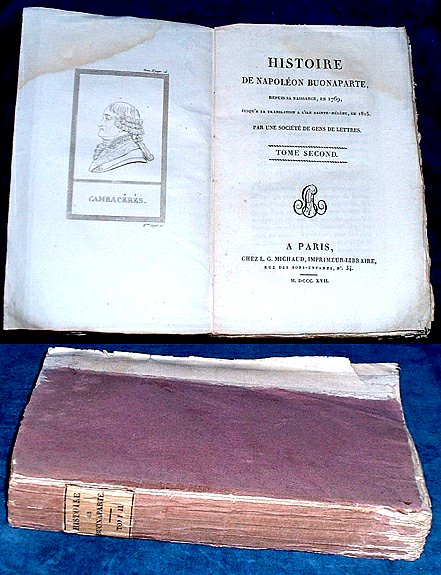 CAMBACÉRÈS.
HISTOIRE
DE NAPOLÉON BUONAPARTE,
DEPUIS SA NAISSANCE, EN 1769,
JUSQU'A SA TRANSLATION A L'ILE SAINTE-HÉLÈNE, EN 1815.
PAR UNE SOCIÉTÉ DE GENS DE LETTRES.
TOME SECOND.
A PARIS,
CHEZ L. G. MICHAUD, IMPRIMEUR-LIBRAIRE,
RUE DES BONS-ENFANTS, N°. 34.
M. DCCC. XVII.
HISTOIRE
DE
BUONAPARTE
TOM. II